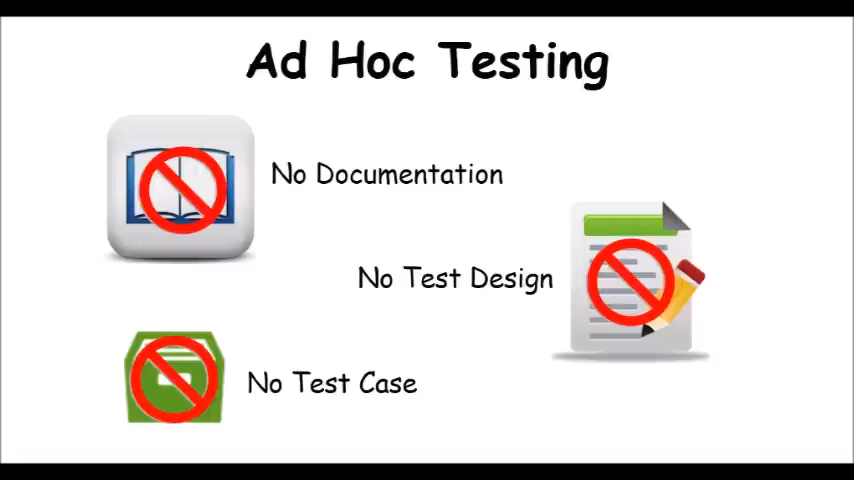 Ad Hoc Testing
No Documentation
No Test Design
No Test Case